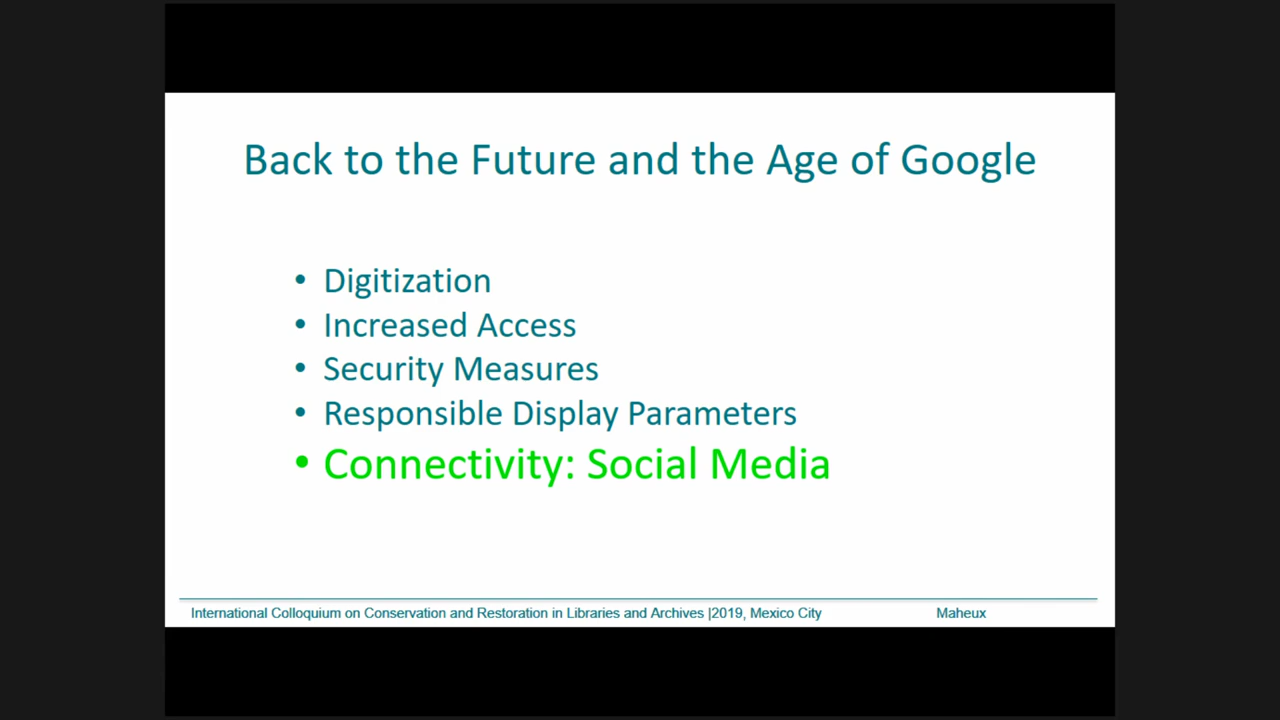 Back to the Future and the Age of Google
• Digitization
• Increased Access
• Security Measures
• Responsible Display Parameters
• Connectivity: Social Media
International Colloquium on Conservation and Restoration in Libraries and Archives |2019, Mexico City Maheux